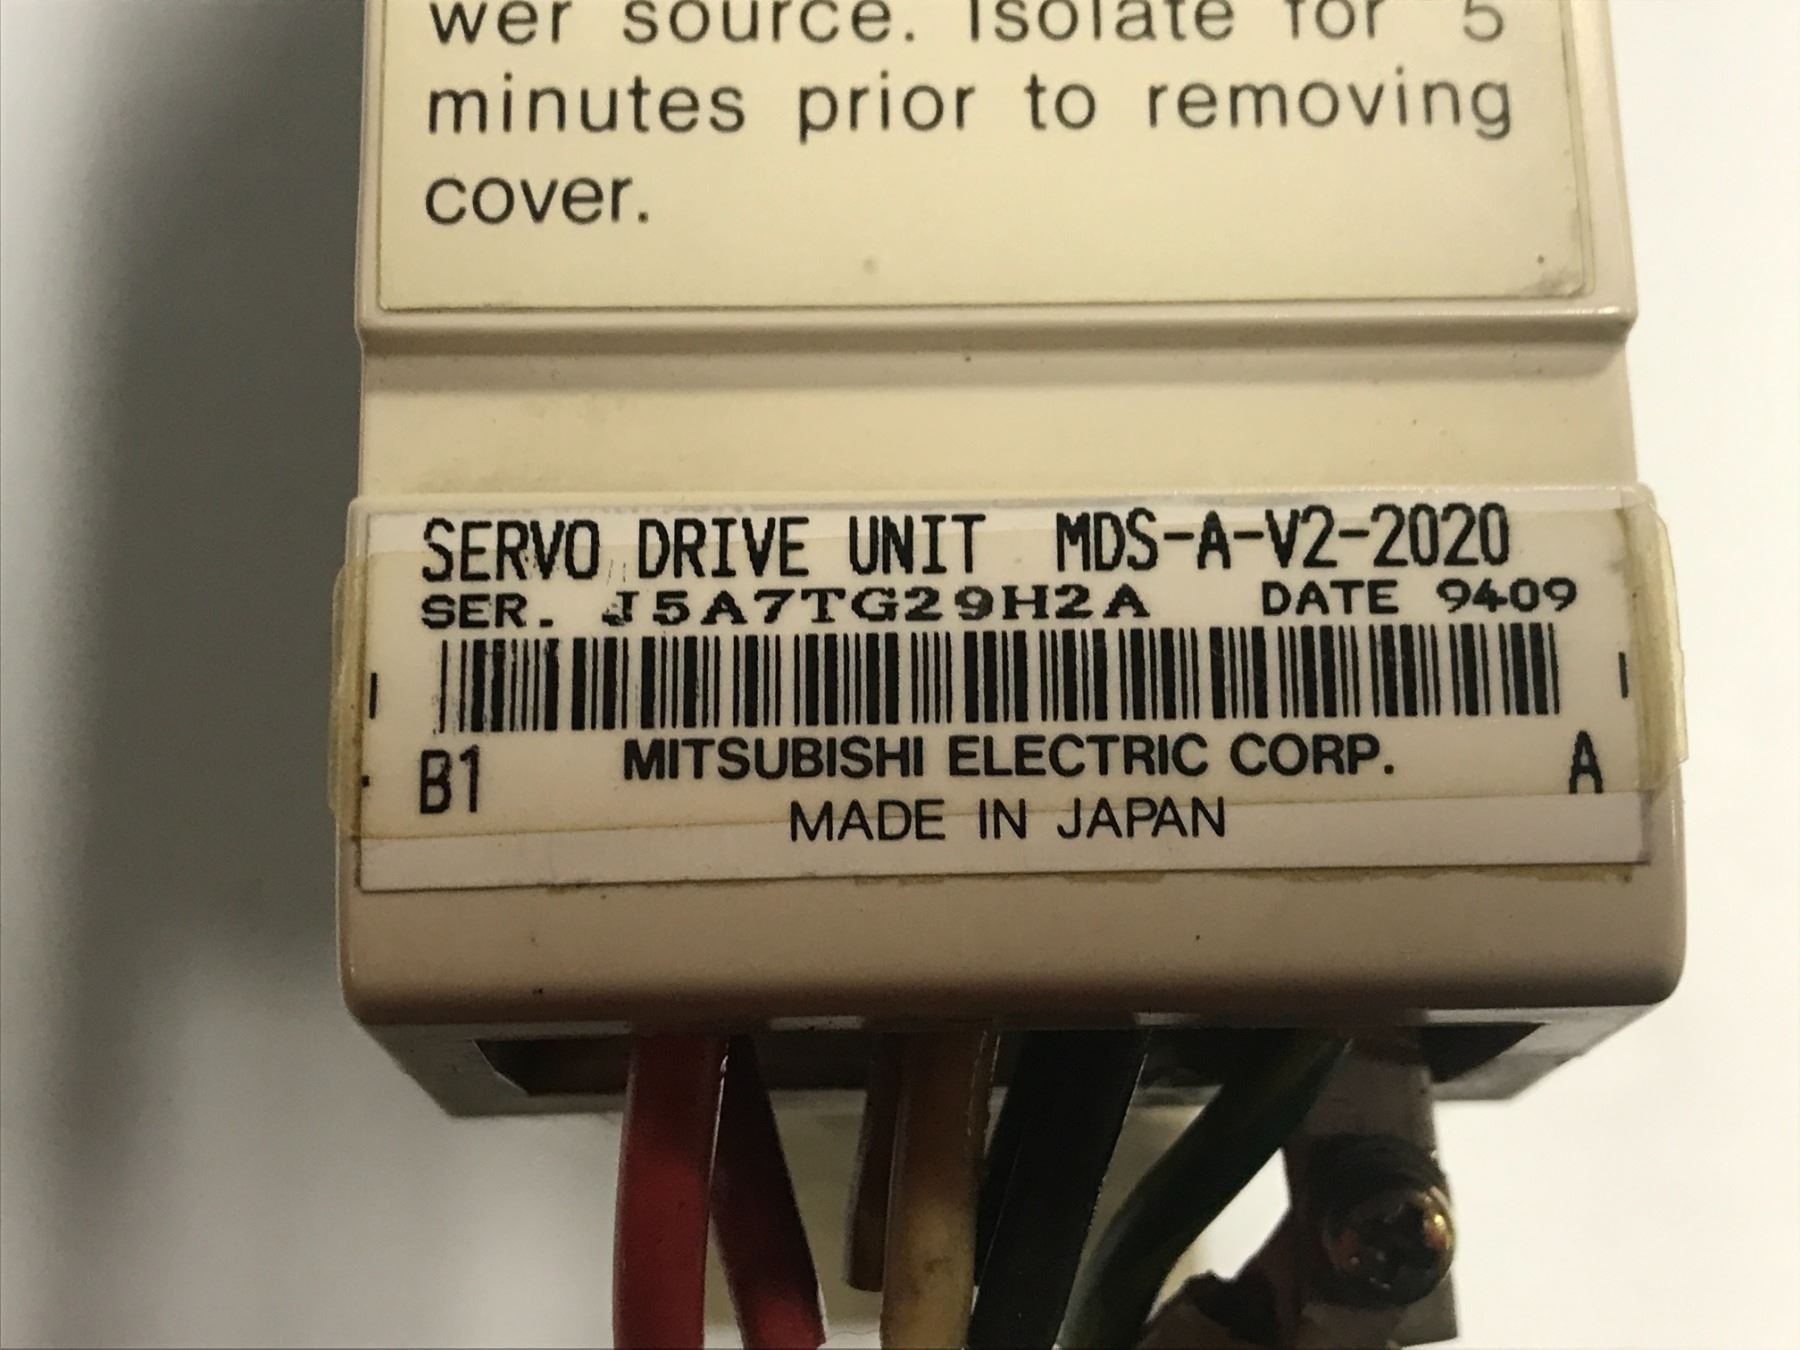 wer source. Isolate for 5
minutes prior to removing
cover.
SERVO DRIVE UNIT MDS-A-V2-2020
SER. J5A7TG29H2A DATE 9409
B1 MITSUBISHI ELECTRIC CORP. A
MADE IN JAPAN